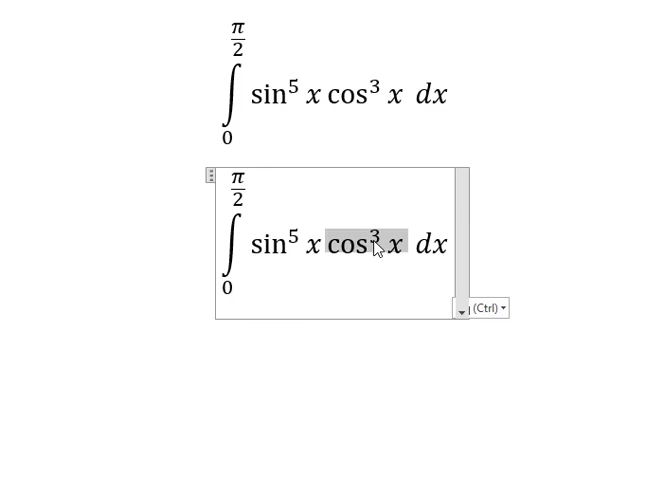 ∫₀^(π/2) sin⁵ x cos³ x dx
∫₀^(π/2) sin⁵ x cos³ x dx
(Ctrl)